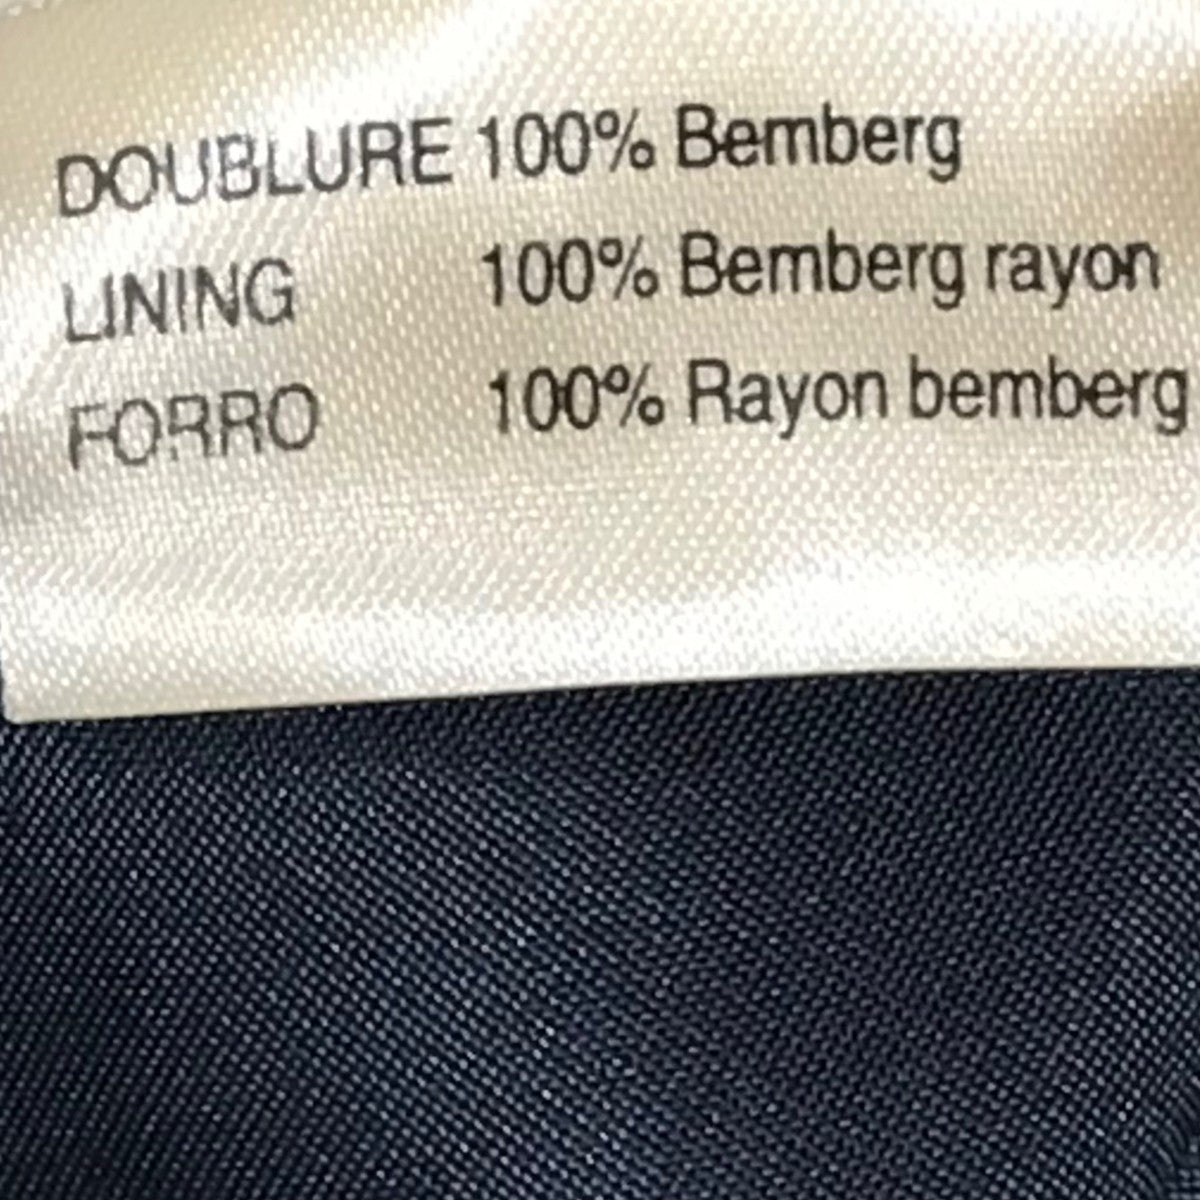 DOUBLURE 100% Bemberg
LINING 100% Bemberg rayon
FORRO 100% Rayon bemberg